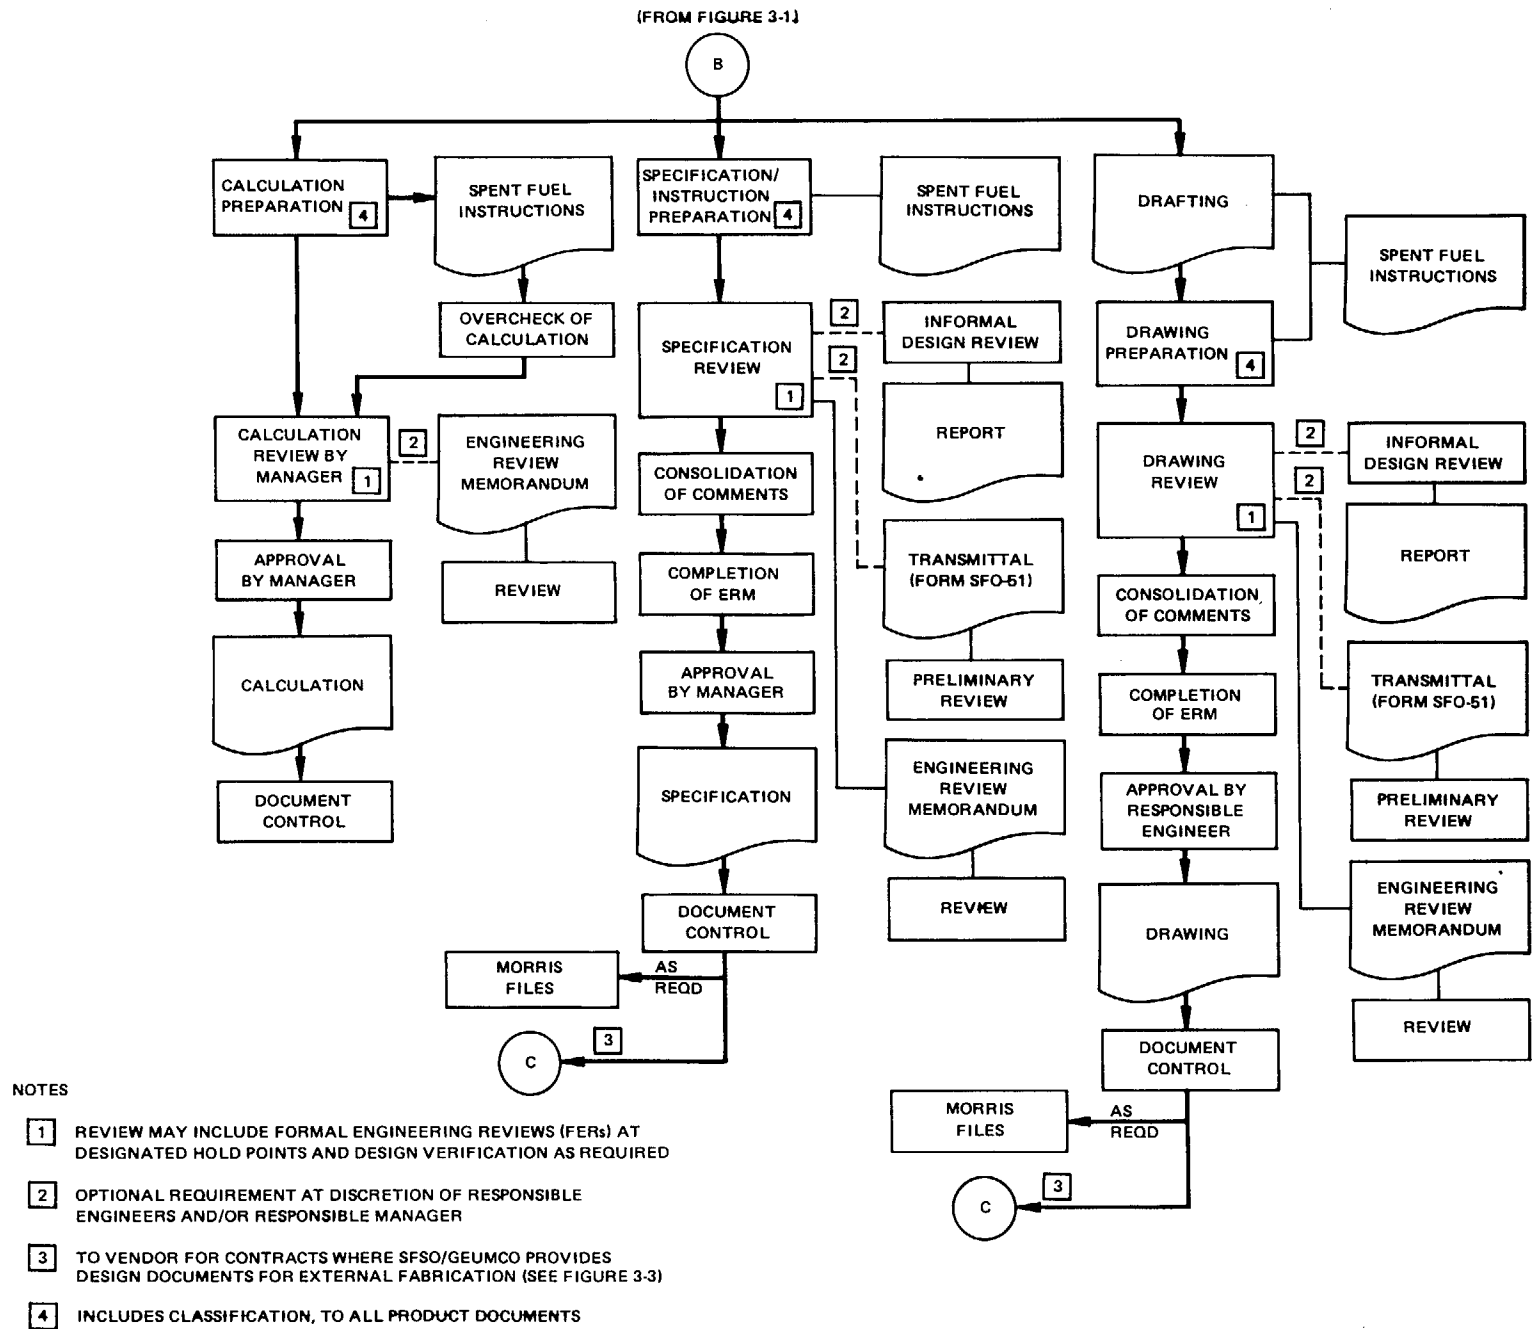 (FROM FIGURE 3-1)
B
CALCULATION
PREPARATION
4
SPENT FUEL
INSTRUCTIONS
OVERCHECK OF
CALCULATION
CALCULATION
REVIEW BY
MANAGER
1
2
ENGINEERING
REVIEW
MEMORANDUM
REVIEW
APPROVAL
BY MANAGER
CALCULATION
DOCUMENT
CONTROL
SPECIFICATION/
INSTRUCTION
PREPARATION
4
SPENT FUEL
INSTRUCTIONS
SPECIFICATION
REVIEW
1
2
INFORMAL
DESIGN REVIEW
REPORT
2
TRANSMITTAL
(FORM SFO-51)
PRELIMINARY
REVIEW
ENGINEERING
REVIEW
MEMORANDUM
REVIEW
CONSOLIDATION
OF COMMENTS
COMPLETION
OF ERM
APPROVAL
BY MANAGER
SPECIFICATION
DOCUMENT
CONTROL
AS
REQD
MORRIS
FILES
3
C
DRAFTING
SPENT FUEL
INSTRUCTIONS
DRAWING
PREPARATION
4
DRAWING
REVIEW
1
2
INFORMAL
DESIGN REVIEW
REPORT
2
TRANSMITTAL
(FORM SFO-51)
PRELIMINARY
REVIEW
ENGINEERING
REVIEW
MEMORANDUM
REVIEW
CONSOLIDATION
OF COMMENTS
COMPLETION
OF ERM
APPROVAL BY
RESPONSIBLE
ENGINEER
DRAWING
DOCUMENT
CONTROL
AS
REQD
MORRIS
FILES
3
C
NOTES
1 REVIEW MAY INCLUDE FORMAL ENGINEERING REVIEWS (FERs) AT
DESIGNATED HOLD POINTS AND DESIGN VERIFICATION AS REQUIRED
2 OPTIONAL REQUIREMENT AT DISCRETION OF RESPONSIBLE
ENGINEERS AND/OR RESPONSIBLE MANAGER
3 TO VENDOR FOR CONTRACTS WHERE SFSO/GEUMCO PROVIDES
DESIGN DOCUMENTS FOR EXTERNAL FABRICATION (SEE FIGURE 3-3)
4 INCLUDES CLASSIFICATION, TO ALL PRODUCT DOCUMENTS